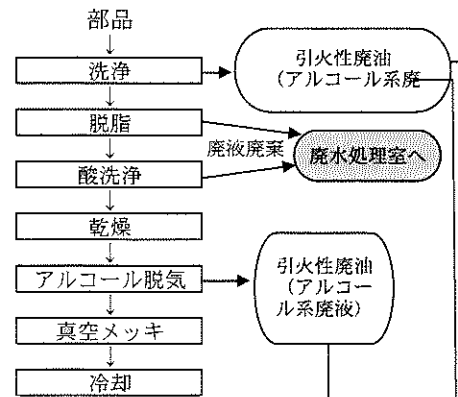 部品
洗浄
引火性廃油
(アルコール系廃
脱脂
廃液廃棄
廃水処理室へ
酸洗浄
乾燥
アルコール脱気
引火性廃油
(アルコー
ル系廃液)
真空メッキ
冷却